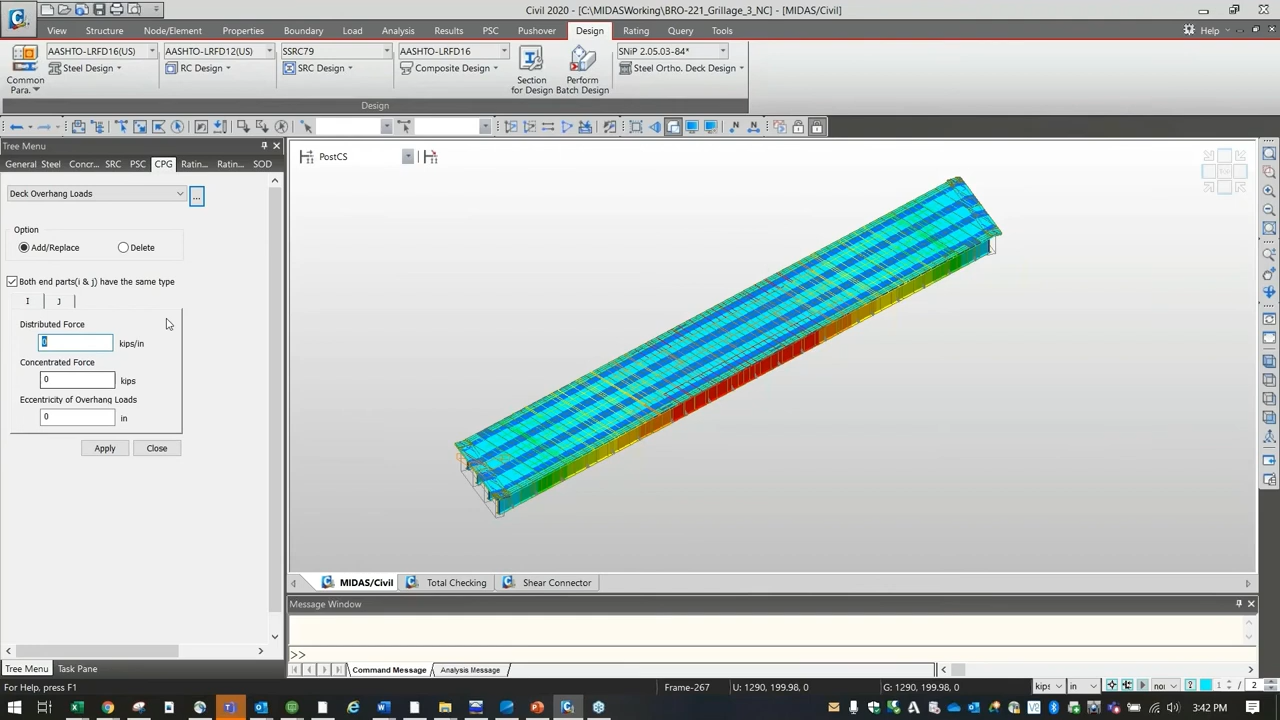 Civil 2020 - [C:\MIDASWorking\BRO-221_Grillage_3_NC] - [MIDAS/Civil]
View Structure Node/Element Properties Boundary Load Analysis Results PSC Pushover Design Rating Query Tools Help
AASHTO-LRFD16(US) AASHTO-LRFD12(US) SSRC79 AASHTO-LRFD16 SNiP 2.05.03-84*
Steel Design RC Design SRC Design Composite Design Steel Ortho. Deck Design
Common Para.
Section for Design
Perform Batch Design
Design
Tree Menu
General Steel Concr... SRC PSC CPG Ratin... Ratin... SOD
PostCS
Deck Overhang Loads
...
Option
Add/Replace Delete
Both end parts(i & j) have the same type
I j
Distributed Force
0 kips/in
Concentrated Force
0 kips
Eccentricity of Overhang Loads
0 in
Apply Close
MIDAS/Civil Total Checking Shear Connector
Message Window
>>
Command Message Analysis Message
Tree Menu Task Pane
For Help, press F1
Frame-267 U: 1290, 199.98, 0 G: 1290, 199.98, 0 kips in non 1 / 2
3:42 PM